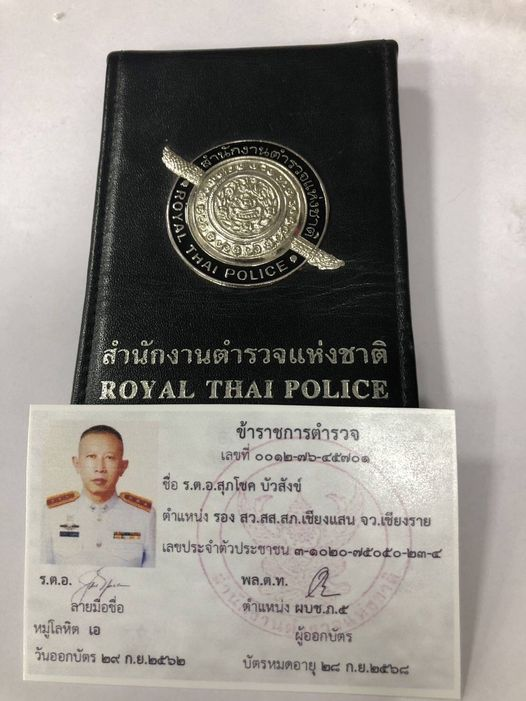 สำนักงานตำรวจแห่งชาติ
ROYAL THAI POLICE
สำนักงานตำรวจแห่งชาติ
ROYAL THAI POLICE
ข้าราชการตำรวจ
เลขที่ ๐๐๑๒-๗๖-๔๕๗๐๑
ชื่อ ร.ต.อ.สุภโชค บัวสังข์
ตำแหน่ง รอง สว.สส.สภ.เชียงแสน จว.เชียงราย
เลขประจำตัวประชาชน ๓-๑๐๒๐-๗๕๐๕๐-๒๓-๔
ร.ต.อ. พล.ต.ท.
ลายมือชื่อ ตำแหน่ง ผบช.ภ.๕
หมู่โลหิต เอ ผู้ออกบัตร
วันออกบัตร ๒๙ ก.ย.๒๕๖๒ บัตรหมดอายุ ๒๘ ก.ย.๒๕๖๘